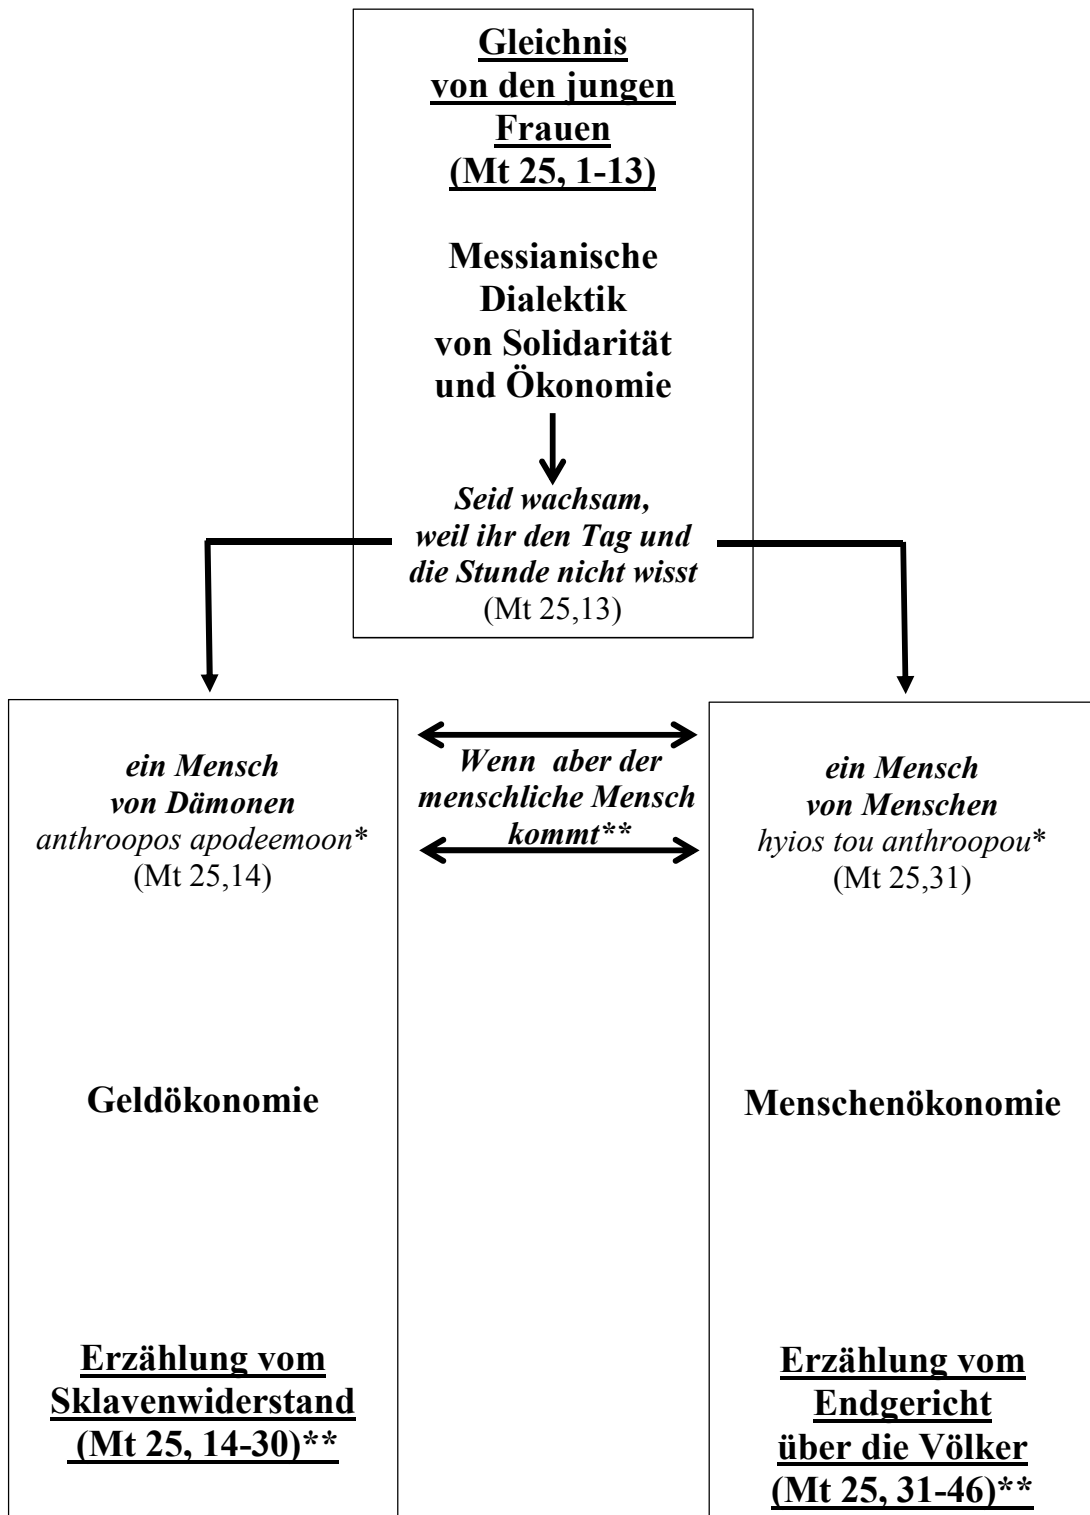 Gleichnis
von den jungen
Frauen
(Mt 25, 1-13)
Messianische
Dialektik
von Solidarität
und Ökonomie
Seid wachsam,
weil ihr den Tag und
die Stunde nicht wisst
(Mt 25,13)
ein Mensch
von Dämonen
anthroopos apodeemoon*
(Mt 25,14)
Geldökonomie
Erzählung vom
Sklavenwiderstand
(Mt 25, 14-30)**
Wenn aber der
menschliche Mensch
kommt**
ein Mensch
von Menschen
hyios tou anthroopou*
(Mt 25,31)
Menschenökonomie
Erzählung vom
Endgericht
über die Völker
(Mt 25, 31-46)**